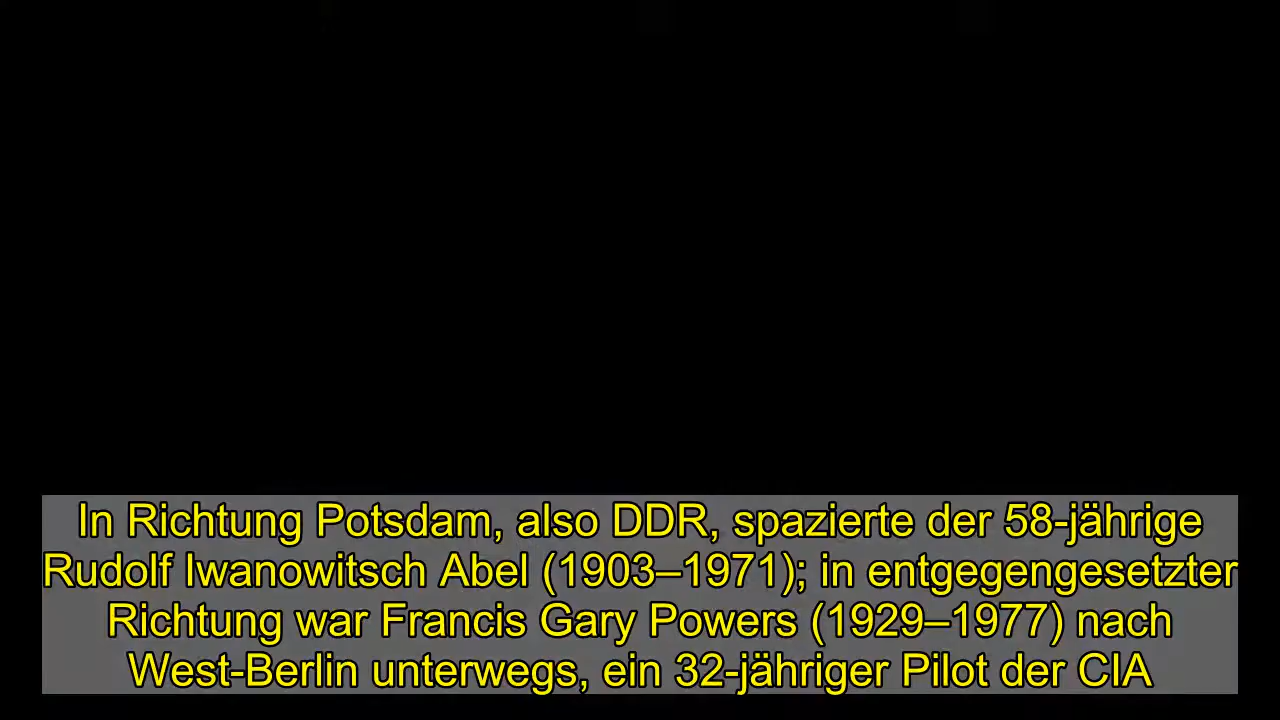 In Richtung Potsdam, also DDR, spazierte der 58-jährige
Rudolf Iwanowitsch Abel (1903–1971); in entgegengesetzter
Richtung war Francis Gary Powers (1929–1977) nach
West-Berlin unterwegs, ein 32-jähriger Pilot der CIA